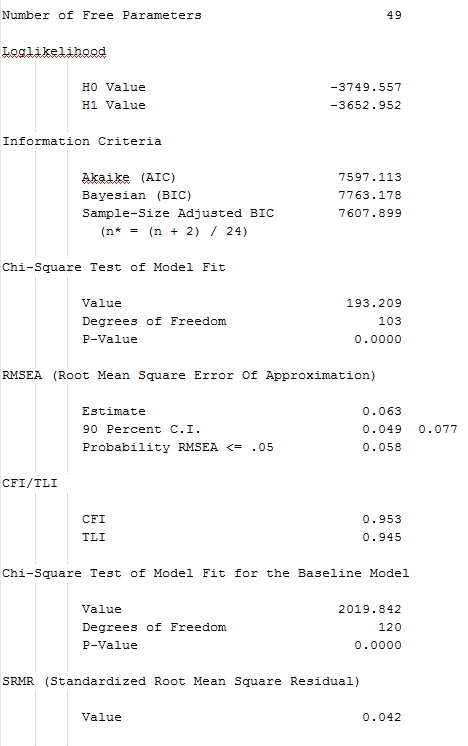 Number of Free Parameters 49
Loglikelihood
H0 Value -3749.557
H1 Value -3652.952
Information Criteria
Akaike (AIC) 7597.113
Bayesian (BIC) 7763.178
Sample-Size Adjusted BIC 7607.899
(n* = (n + 2) / 24)
Chi-Square Test of Model Fit
Value 193.209
Degrees of Freedom 103
P-Value 0.0000
RMSEA (Root Mean Square Error Of Approximation)
Estimate 0.063
90 Percent C.I. 0.049 0.077
Probability RMSEA <= .05 0.058
CFI/TLI
CFI 0.953
TLI 0.945
Chi-Square Test of Model Fit for the Baseline Model
Value 2019.842
Degrees of Freedom 120
P-Value 0.0000
SRMR (Standardized Root Mean Square Residual)
Value 0.042